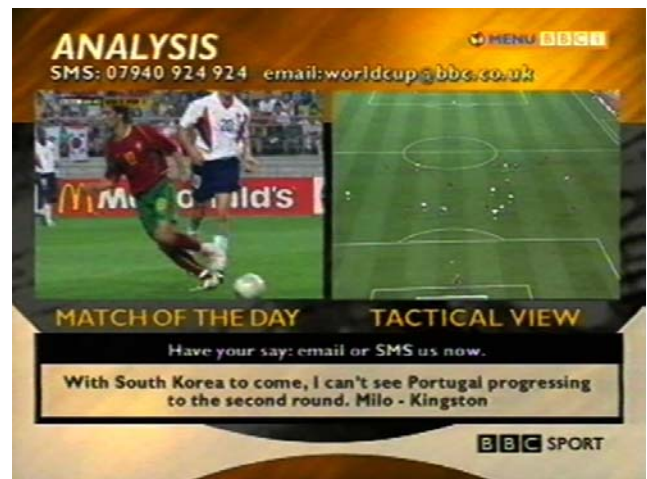 ANALYSIS
MENU BBCi
SMS: 07940 924 924 email:worldcup@bbc.co.uk
McDonald's
MATCH OF THE DAY
TACTICAL VIEW
Have your say: email or SMS us now.
With South Korea to come, I can't see Portugal progressing
to the second round. Milo - Kingston
BBC SPORT